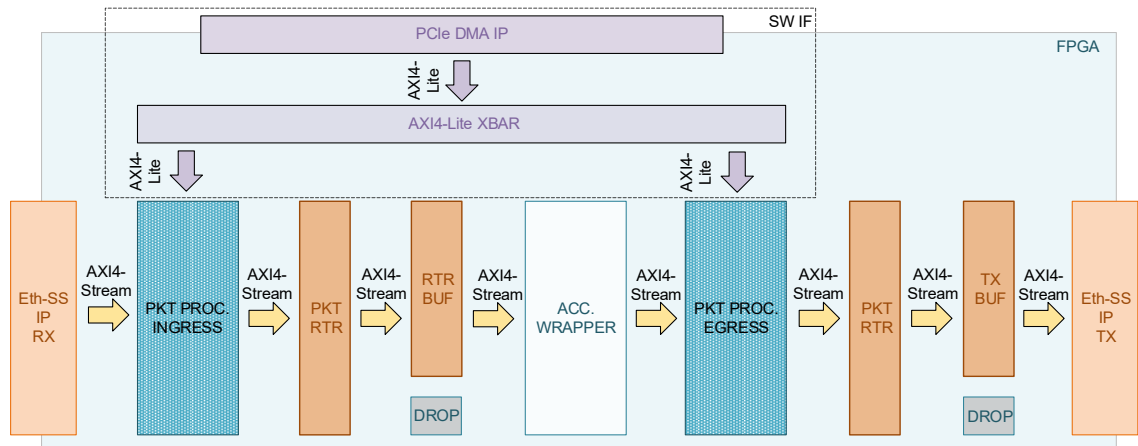 SW IF
PCIe DMA IP
FPGA
AXI4-
Lite
AXI4-Lite XBAR
AXI4-
Lite
AXI4-
Lite
Eth-SS
IP
RX
AXI4-
Stream
PKT PROC.
INGRESS
AXI4-
Stream
PKT
RTR
AXI4-
Stream
RTR
BUF
DROP
AXI4-
Stream
ACC.
WRAPPER
AXI4-
Stream
PKT PROC.
EGRESS
AXI4-
Stream
PKT
RTR
AXI4-
Stream
TX
BUF
DROP
AXI4-
Stream
Eth-SS
IP
TX